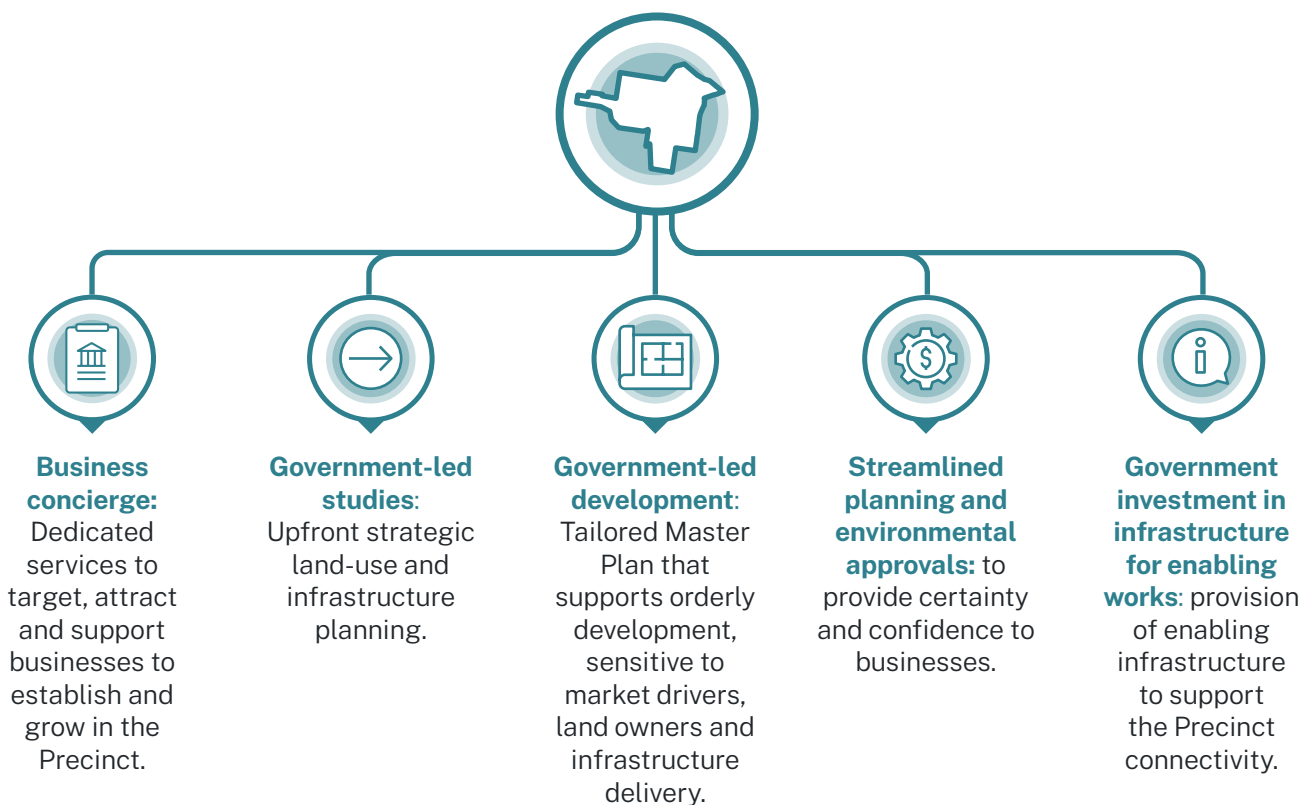 Business
concierge:
Dedicated
services to
target, attract
and support
businesses to
establish and
grow in the
Precinct.
Government-led
studies:
Upfront strategic
land-use and
infrastructure
planning.
Government-led
development:
Tailored Master
Plan that
supports orderly
development,
sensitive to
market drivers,
land owners and
infrastructure
delivery.
$
Streamlined
planning and
environmental
approvals: to
provide certainty
and confidence to
businesses.
i
Government
investment in
infrastructure
for enabling
works: provision
of enabling
infrastructure
to support
the Precinct
connectivity.